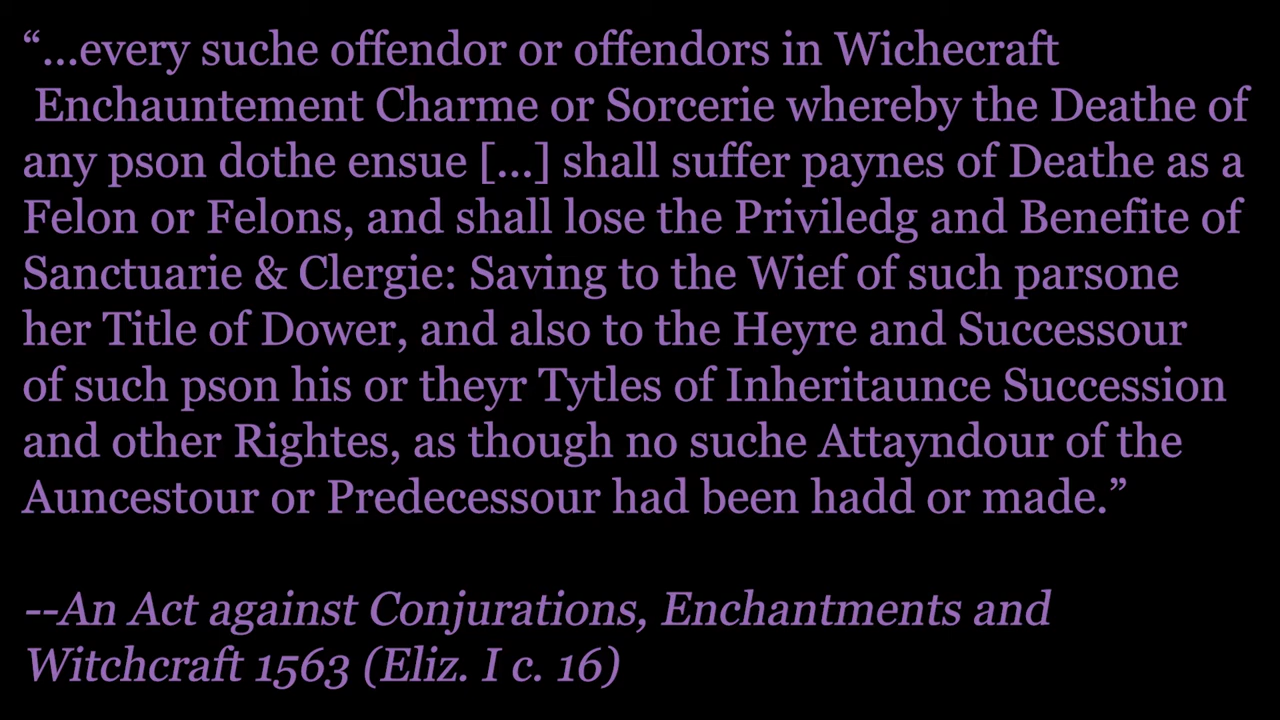 “...every suche offendor or offendors in Wichecraft
Enchauntement Charme or Sorcerie whereby the Deathe of
any pson dothe ensue [...] shall suffer paynes of Deathe as a
Felon or Felons, and shall lose the Priviledg and Benefite of
Sanctuarie & Clergie: Saving to the Wief of such parsone
her Title of Dower, and also to the Heyre and Successour
of such pson his or theyr Tytles of Inheritaunce Succession
and other Rightes, as though no suche Attayndour of the
Auncestour or Predecessour had been hadd or made.”
--An Act against Conjurations, Enchantments and
Witchcraft 1563 (Eliz. I c. 16)